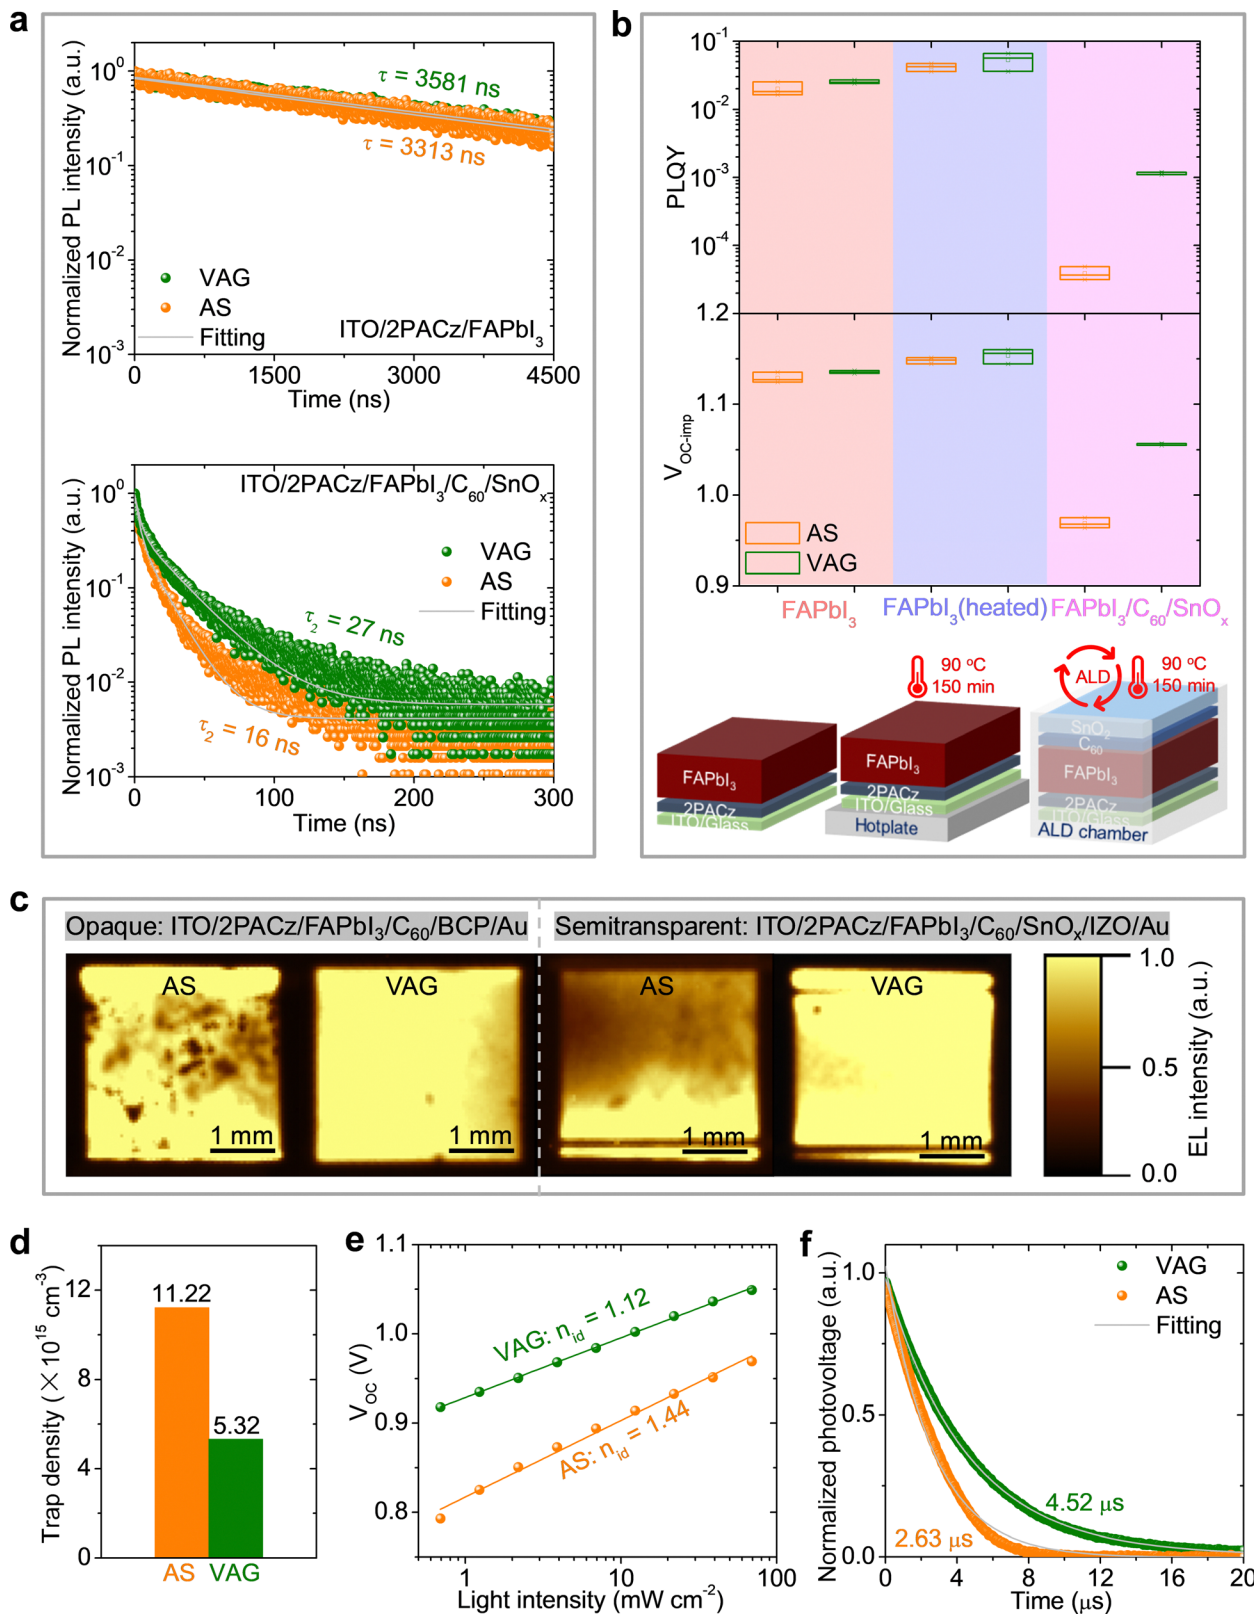 a
Normalized PL intensity (a.u.)
10⁰
10⁻¹
10⁻²
10⁻³
τ = 3581 ns
τ = 3313 ns
VAG
AS
Fitting
ITO/2PACz/FAPbI₃
0 1500 3000 4500
Time (ns)
ITO/2PACz/FAPbI₃/C₆₀/SnOₓ
Normalized PL intensity (a.u.)
10⁰
10⁻¹
10⁻²
10⁻³
VAG
AS
Fitting
τ₂ = 27 ns
τ₂ = 16 ns
0 100 200 300
Time (ns)
b
PLQY
10⁻¹
10⁻²
10⁻³
10⁻⁴
V_OC-imp
1.2
1.1
1.0
0.9
AS
VAG
FAPbI₃ FAPbI₃(heated) FAPbI₃/C₆₀/SnOₓ
FAPbI₃
2PACz
ITO/Glass
90 °C
150 min
FAPbI₃
2PACz
ITO/Glass
Hotplate
ALD
90 °C
150 min
SnO₂
C₆₀
FAPbI₃
2PACz
ITO/Glass
ALD chamber
c
Opaque: ITO/2PACz/FAPbI₃/C₆₀/BCP/Au
Semitransparent: ITO/2PACz/FAPbI₃/C₆₀/SnOₓ/IZO/Au
AS VAG AS VAG
1 mm 1 mm 1 mm 1 mm
1.0
0.5
0.0
EL intensity (a.u.)
d
Trap density (×10¹⁵ cm⁻³)
12
8
4
0
11.22
5.32
AS VAG
e
V_OC (V)
1.1
1.0
0.9
0.8
VAG: n_id = 1.12
AS: n_id = 1.44
1 10 100
Light intensity (mW cm⁻²)
f
Normalized photovoltage (a.u.)
1.0
0.5
0.0
VAG
AS
Fitting
4.52 μs
2.63 μs
0 4 8 12 16 20
Time (μs)